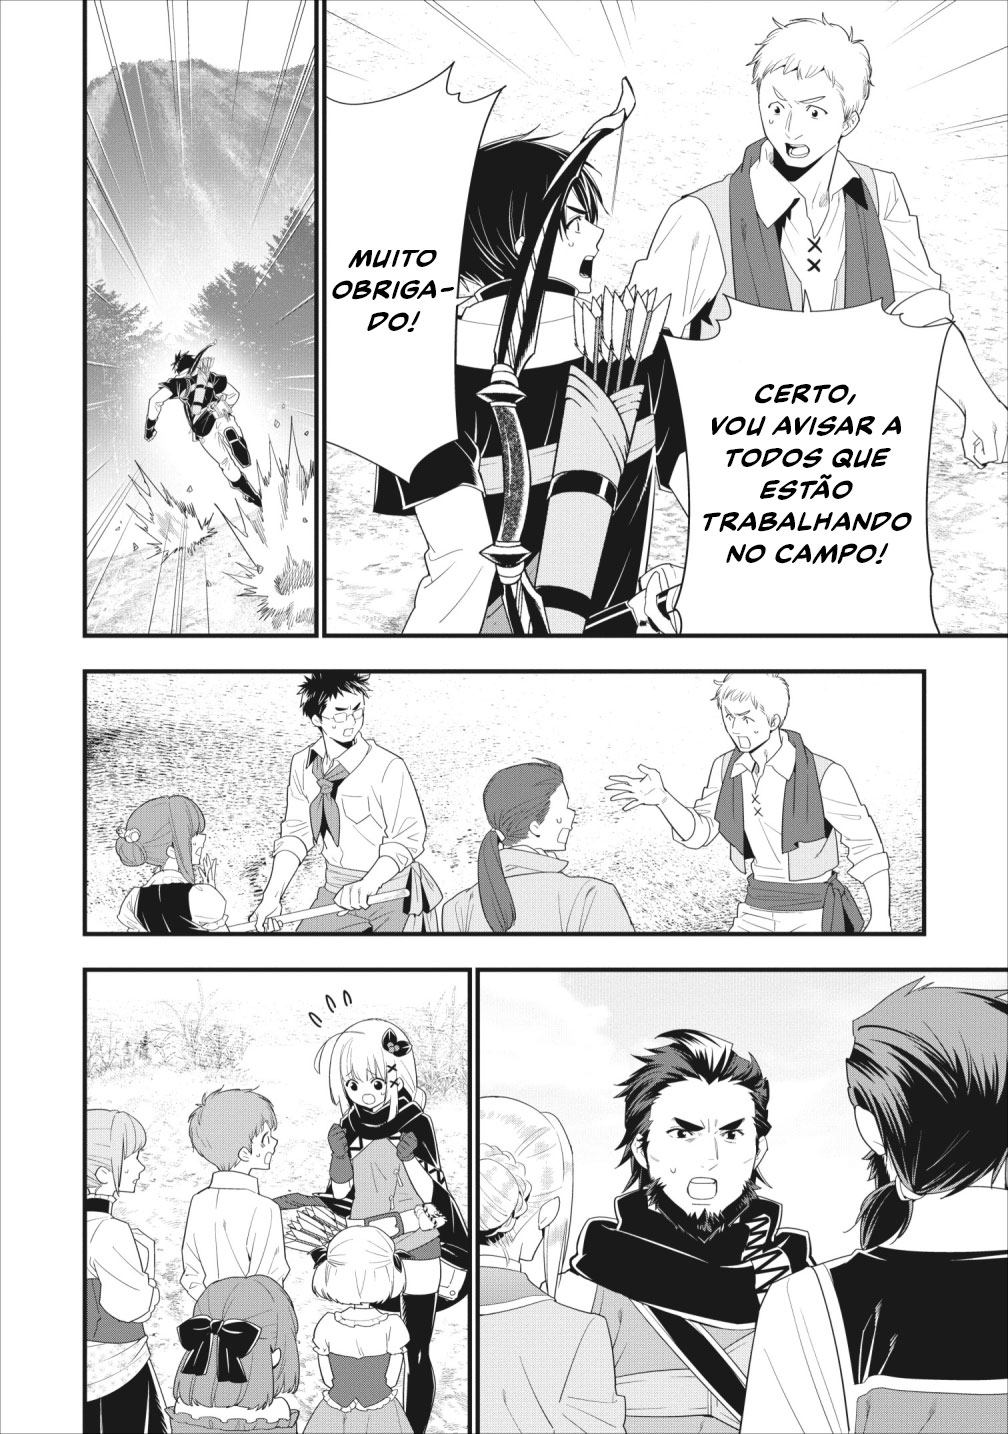 CERTO,
VOU AVISAR A
TODOS QUE
ESTÃO
TRABALHANDO
NO CAMPO!
MUITO
OBRIGA-
DO!